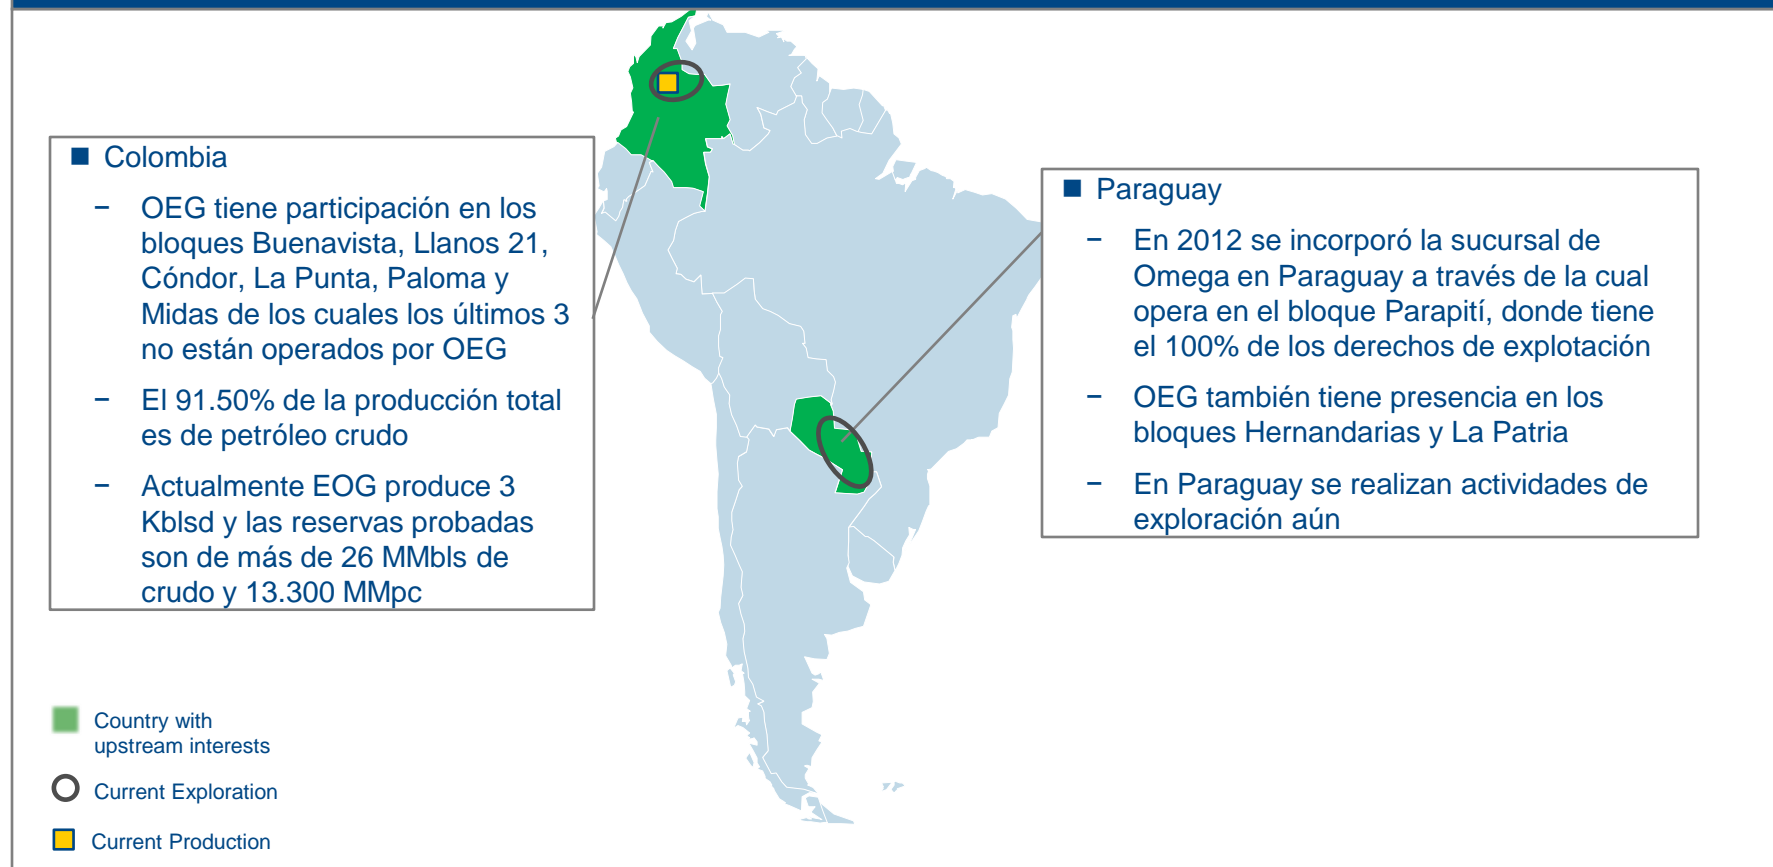 ■ Colombia
− OEG tiene participación en los
bloques Buenavista, Llanos 21,
Cóndor, La Punta, Paloma y
Midas de los cuales los últimos 3
no están operados por OEG
− El 91.50% de la producción total
es de petróleo crudo
− Actualmente EOG produce 3
Kblsd y las reservas probadas
son de más de 26 MMbls de
crudo y 13.300 MMpc
■ Paraguay
− En 2012 se incorporó la sucursal de
Omega en Paraguay a través de la cual
opera en el bloque Parapití, donde tiene
el 100% de los derechos de explotación
− OEG también tiene presencia en los
bloques Hernandarias y La Patria
− En Paraguay se realizan actividades de
exploración aún
Country with
upstream interests
Current Exploration
Current Production